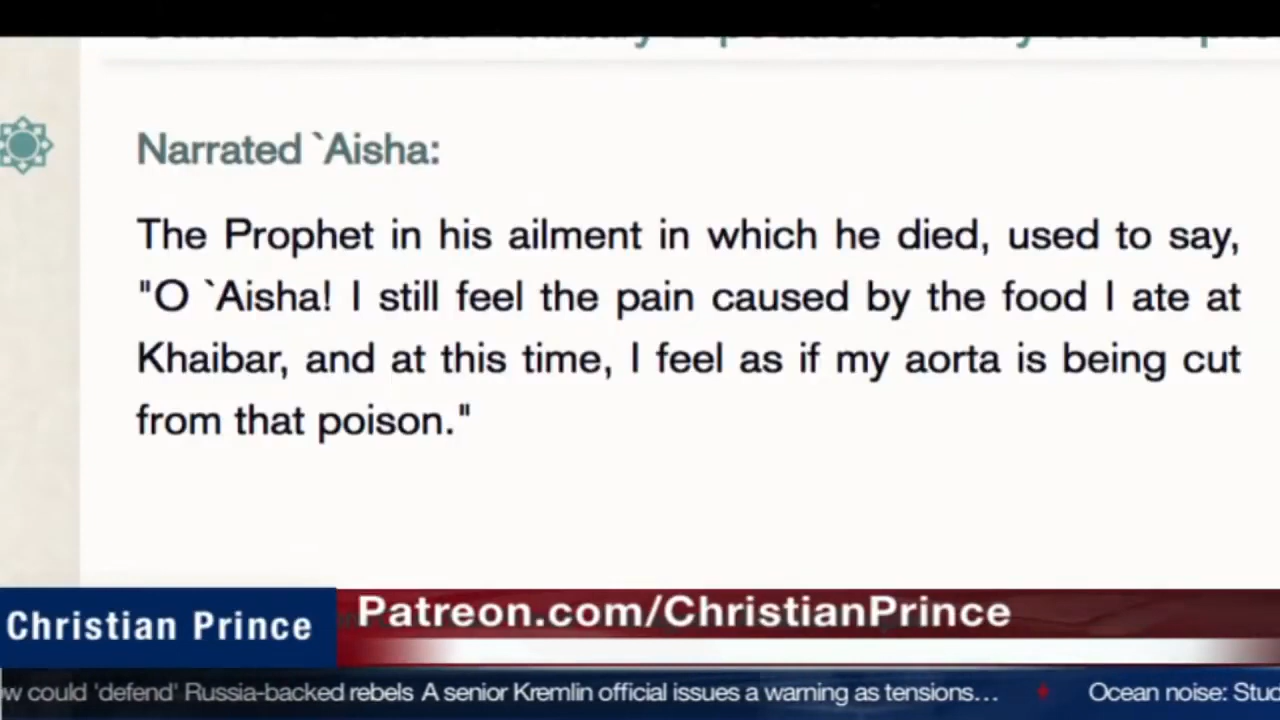 Narrated `Aisha:
The Prophet in his ailment in which he died, used to say,
"O `Aisha! I still feel the pain caused by the food I ate at
Khaibar, and at this time, I feel as if my aorta is being cut
from that poison."
Christian Prince
Patreon.com/ChristianPrince
could 'defend' Russia-backed rebels A senior Kremlin official issues a warning as tensions... Ocean noise: